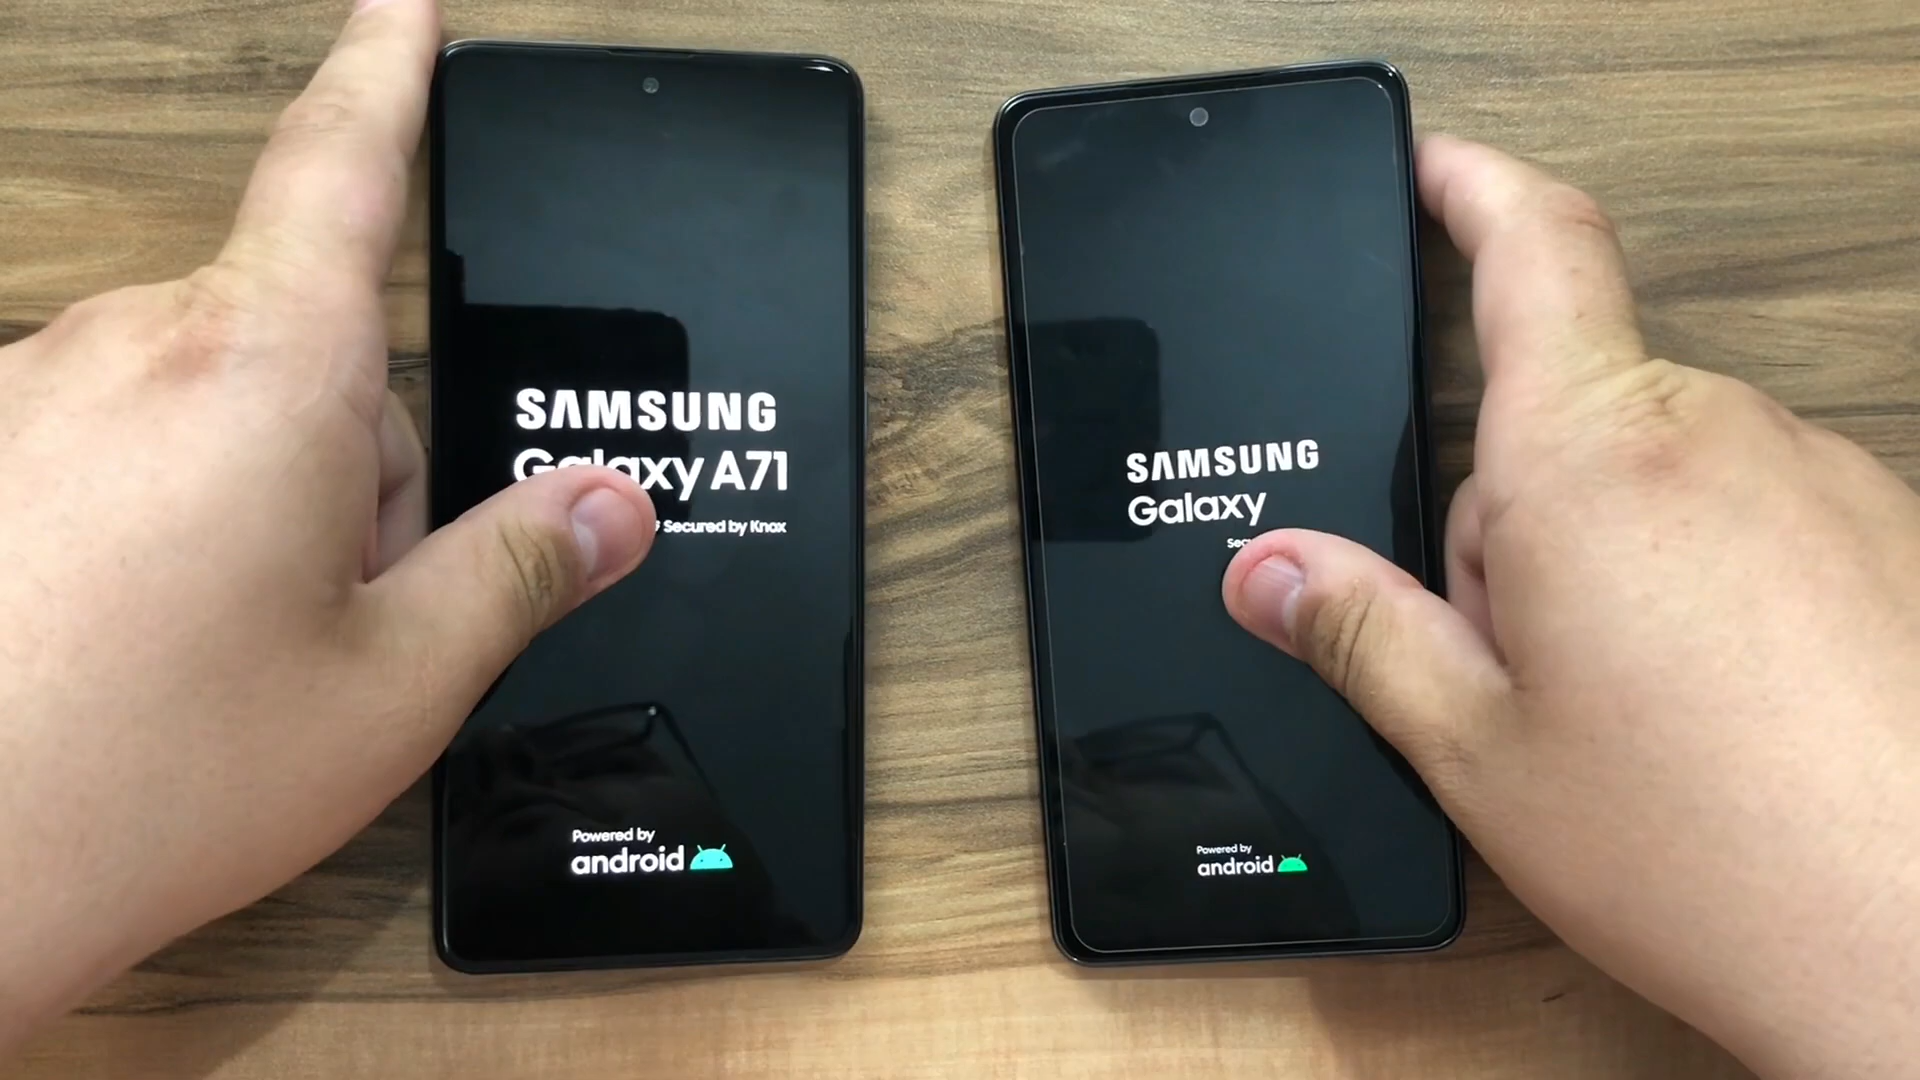 SAMSUNG
Galaxy A71
Secured by Knox
Powered by
android
SAMSUNG
Galaxy
Powered by
android